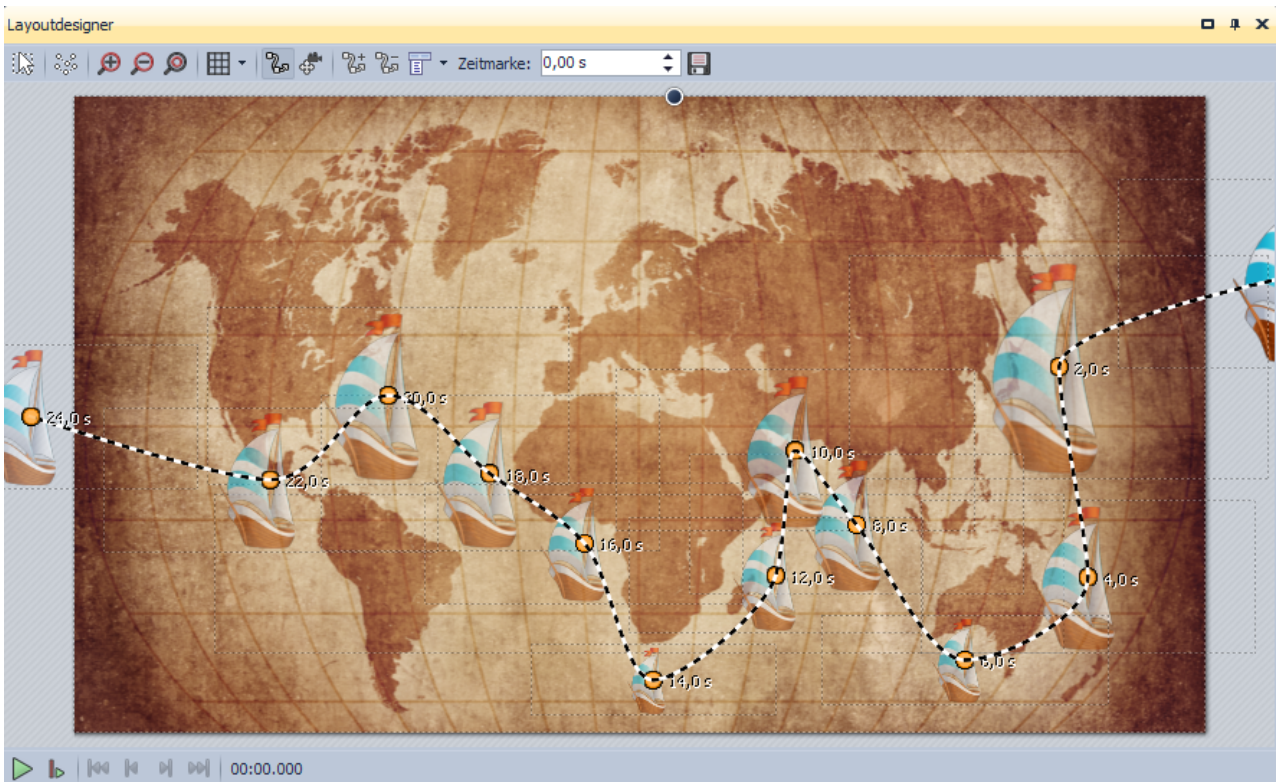 Layoutdesigner
Zeitmarke: 0,00 s
2,0 s
24,0 s
20,0 s
10,0 s
18,0 s
22,0 s
8,0 s
16,0 s
12,0 s
4,0 s
6,0 s
14,0 s
00:00.000